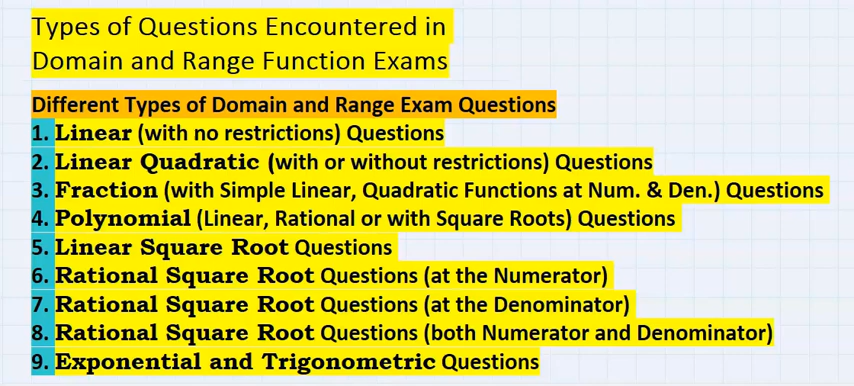 Types of Questions Encountered in
Domain and Range Function Exams
Different Types of Domain and Range Exam Questions
1. Linear (with no restrictions) Questions
2. Linear Quadratic (with or without restrictions) Questions
3. Fraction (with Simple Linear, Quadratic Functions at Num. & Den.) Questions
4. Polynomial (Linear, Rational or with Square Roots) Questions
5. Linear Square Root Questions
6. Rational Square Root Questions (at the Numerator)
7. Rational Square Root Questions (at the Denominator)
8. Rational Square Root Questions (both Numerator and Denominator)
9. Exponential and Trigonometric Questions